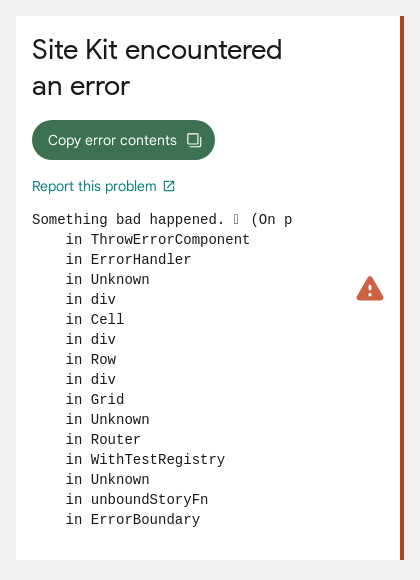 Site Kit encountered
an error
Copy error contents
Report this problem
Something bad happened. (On p
in ThrowErrorComponent
in ErrorHandler
in Unknown
in div
in Cell
in div
in Row
in div
in Grid
in Unknown
in Router
in WithTestRegistry
in Unknown
in unboundStoryFn
in ErrorBoundary